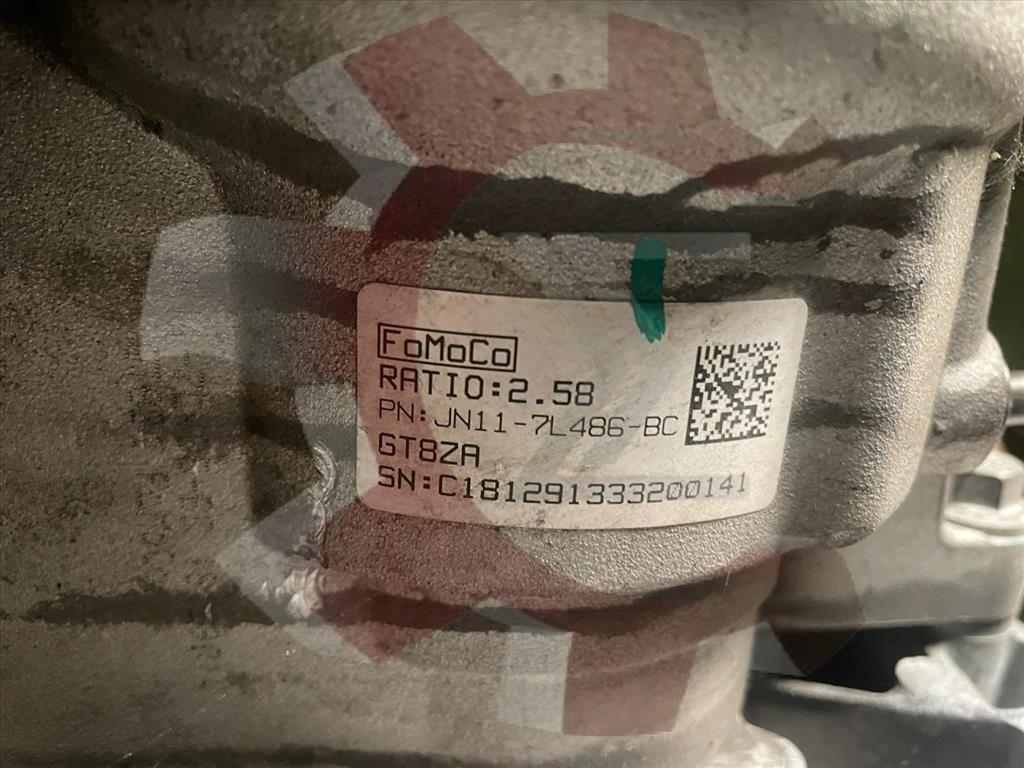 FoMoCo
RATIO:2.58
PN:JN11-7L486-BC
GT8ZA
SN:C181291333200141